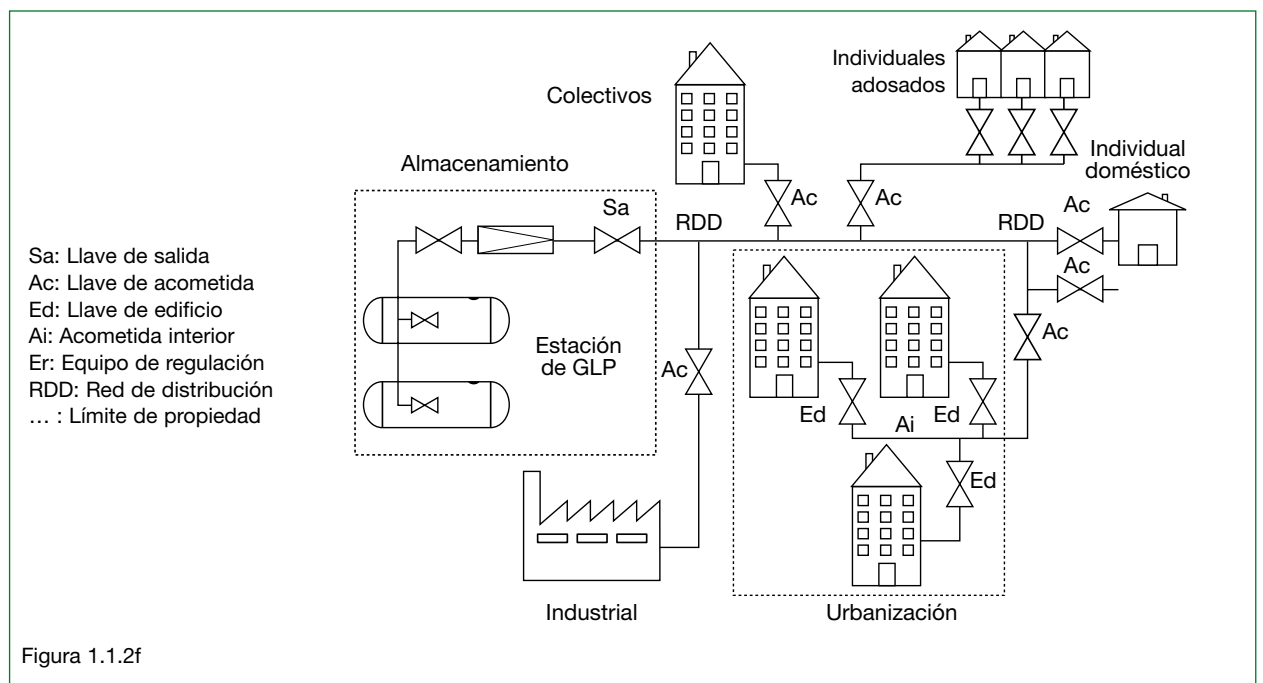 Individuales
adosados
Colectivos
Individual
doméstico
Almacenamiento
Sa
Ac
Ac
Ac
RDD
RDD
Ac
Sa: Llave de salida
Ac: Llave de acometida
Ed: Llave de edificio
Ai: Acometida interior
Er: Equipo de regulación
RDD: Red de distribución
... : Límite de propiedad
Estación
de GLP
Ac
Ac
Ed
Ai
Ed
Ed
Industrial
Urbanización
Figura 1.1.2f